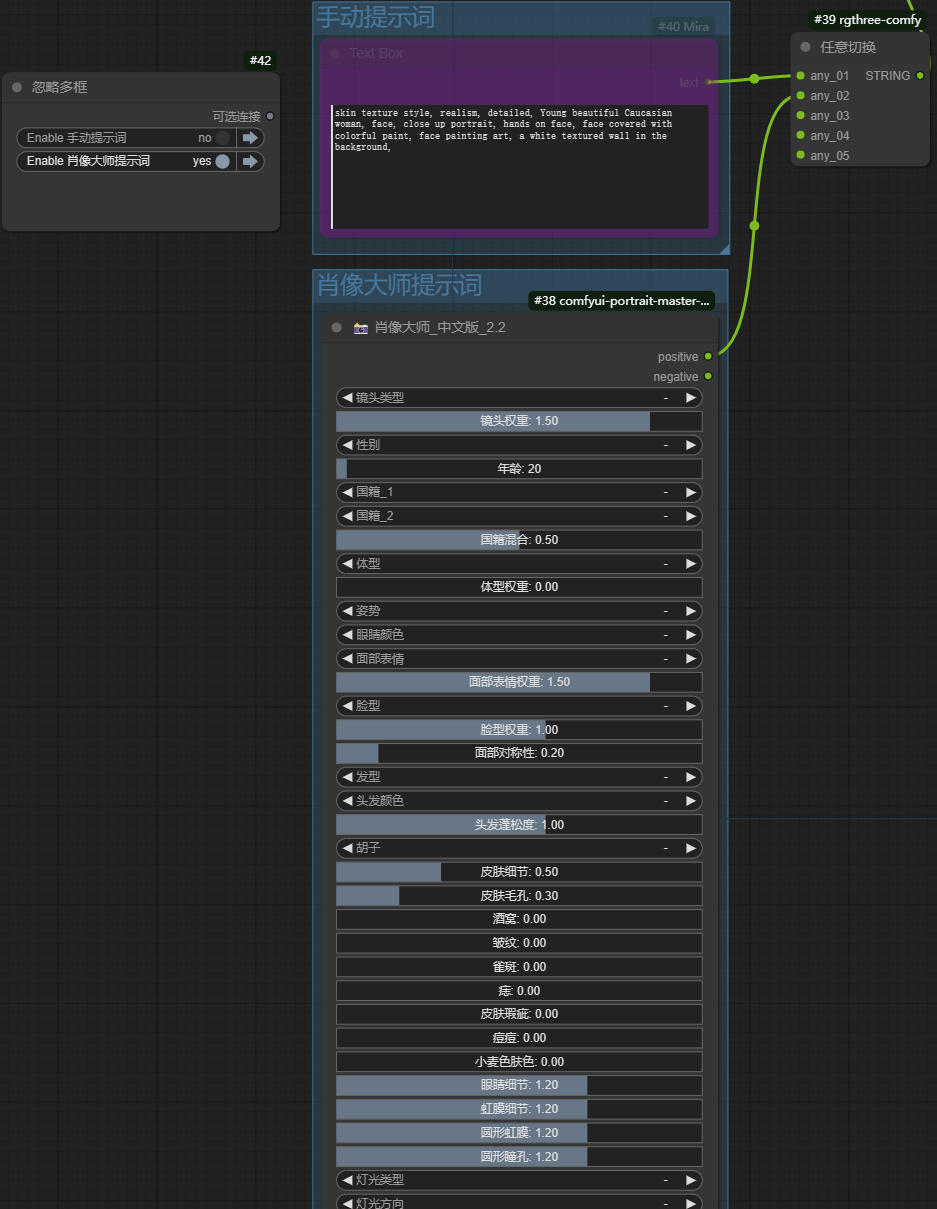 #42
忽略多框
可选连接
Enable 手动提示词 no
Enable 肖像大师提示词 yes
手动提示词
#40 Mira
Text Box
text
skin texture style, realism, detailed, Young beautiful Caucasian
woman, face, close up portrait, hands on face, face covered with
colorful paint, face painting art, a white textured wall in the
background,
#39 rgthree-comfy
任意切换
any_01 STRING
any_02
any_03
any_04
any_05
肖像大师提示词
#38 comfyui-portrait-master-...
肖像大师_中文版_2.2
positive
negative
镜头类型 -
镜头权重: 1.50
性别 -
年龄: 20
国籍_1 -
国籍_2 -
国籍混合: 0.50
体型 -
体型权重: 0.00
姿势 -
眼睛颜色 -
面部表情 -
面部表情权重: 1.50
脸型 -
脸型权重: 1.00
面部对称性: 0.20
发型 -
头发颜色 -
头发蓬松度: 1.00
胡子 -
皮肤细节: 0.50
皮肤毛孔: 0.30
酒窝: 0.00
皱纹: 0.00
雀斑: 0.00
痣: 0.00
皮肤瑕疵: 0.00
痘痘: 0.00
小麦色肤色: 0.00
眼睛细节: 1.20
虹膜细节: 1.20
圆形虹膜: 1.20
圆形瞳孔: 1.20
灯光类型 -
灯光方向 -